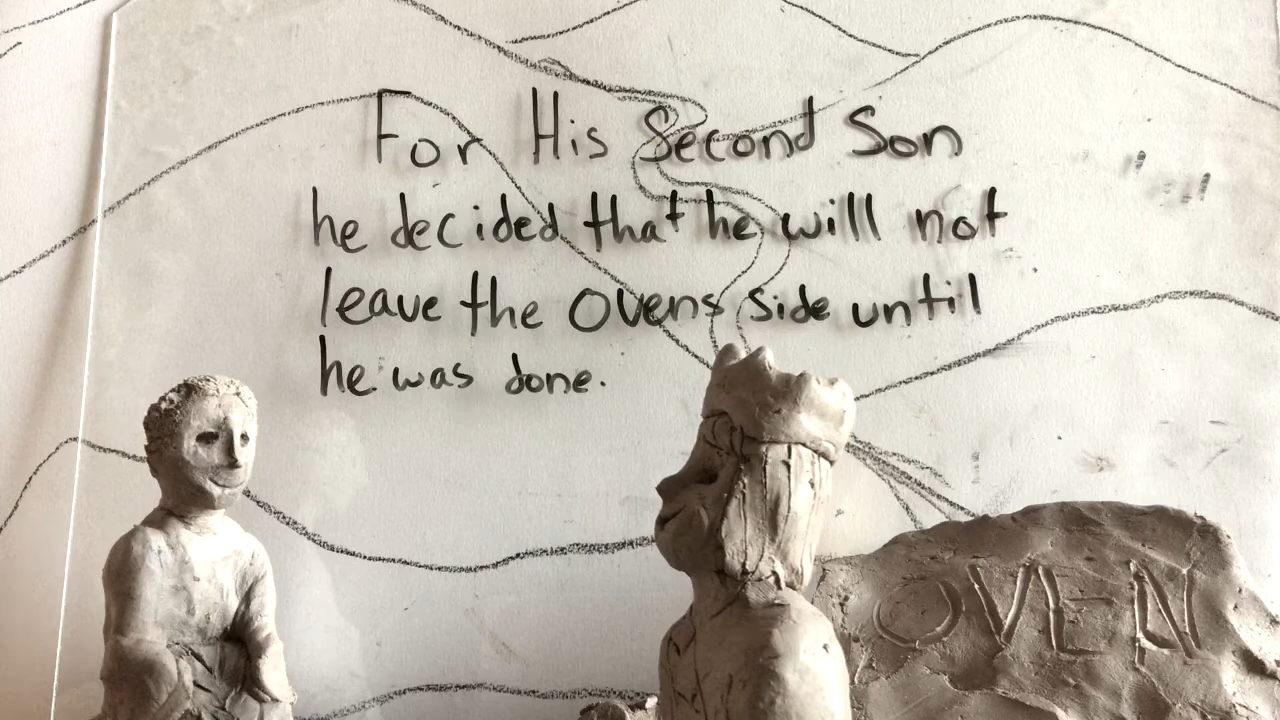 For His Second Son
he decided that he will not
leave the Ovens side until
he was done.
OVEN